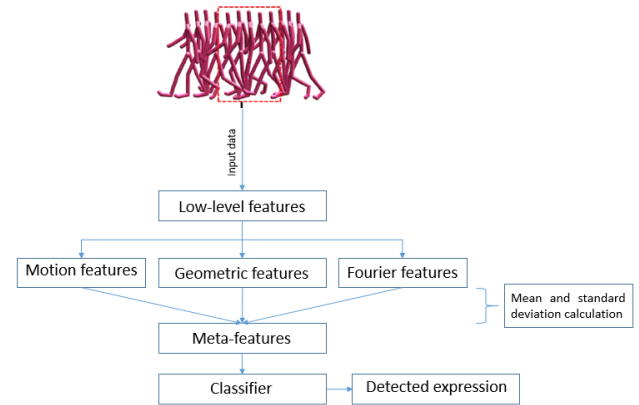 Input data
Low-level features
Motion features
Geometric features
Fourier features
Mean and standard
deviation calculation
Meta-features
Classifier
Detected expression